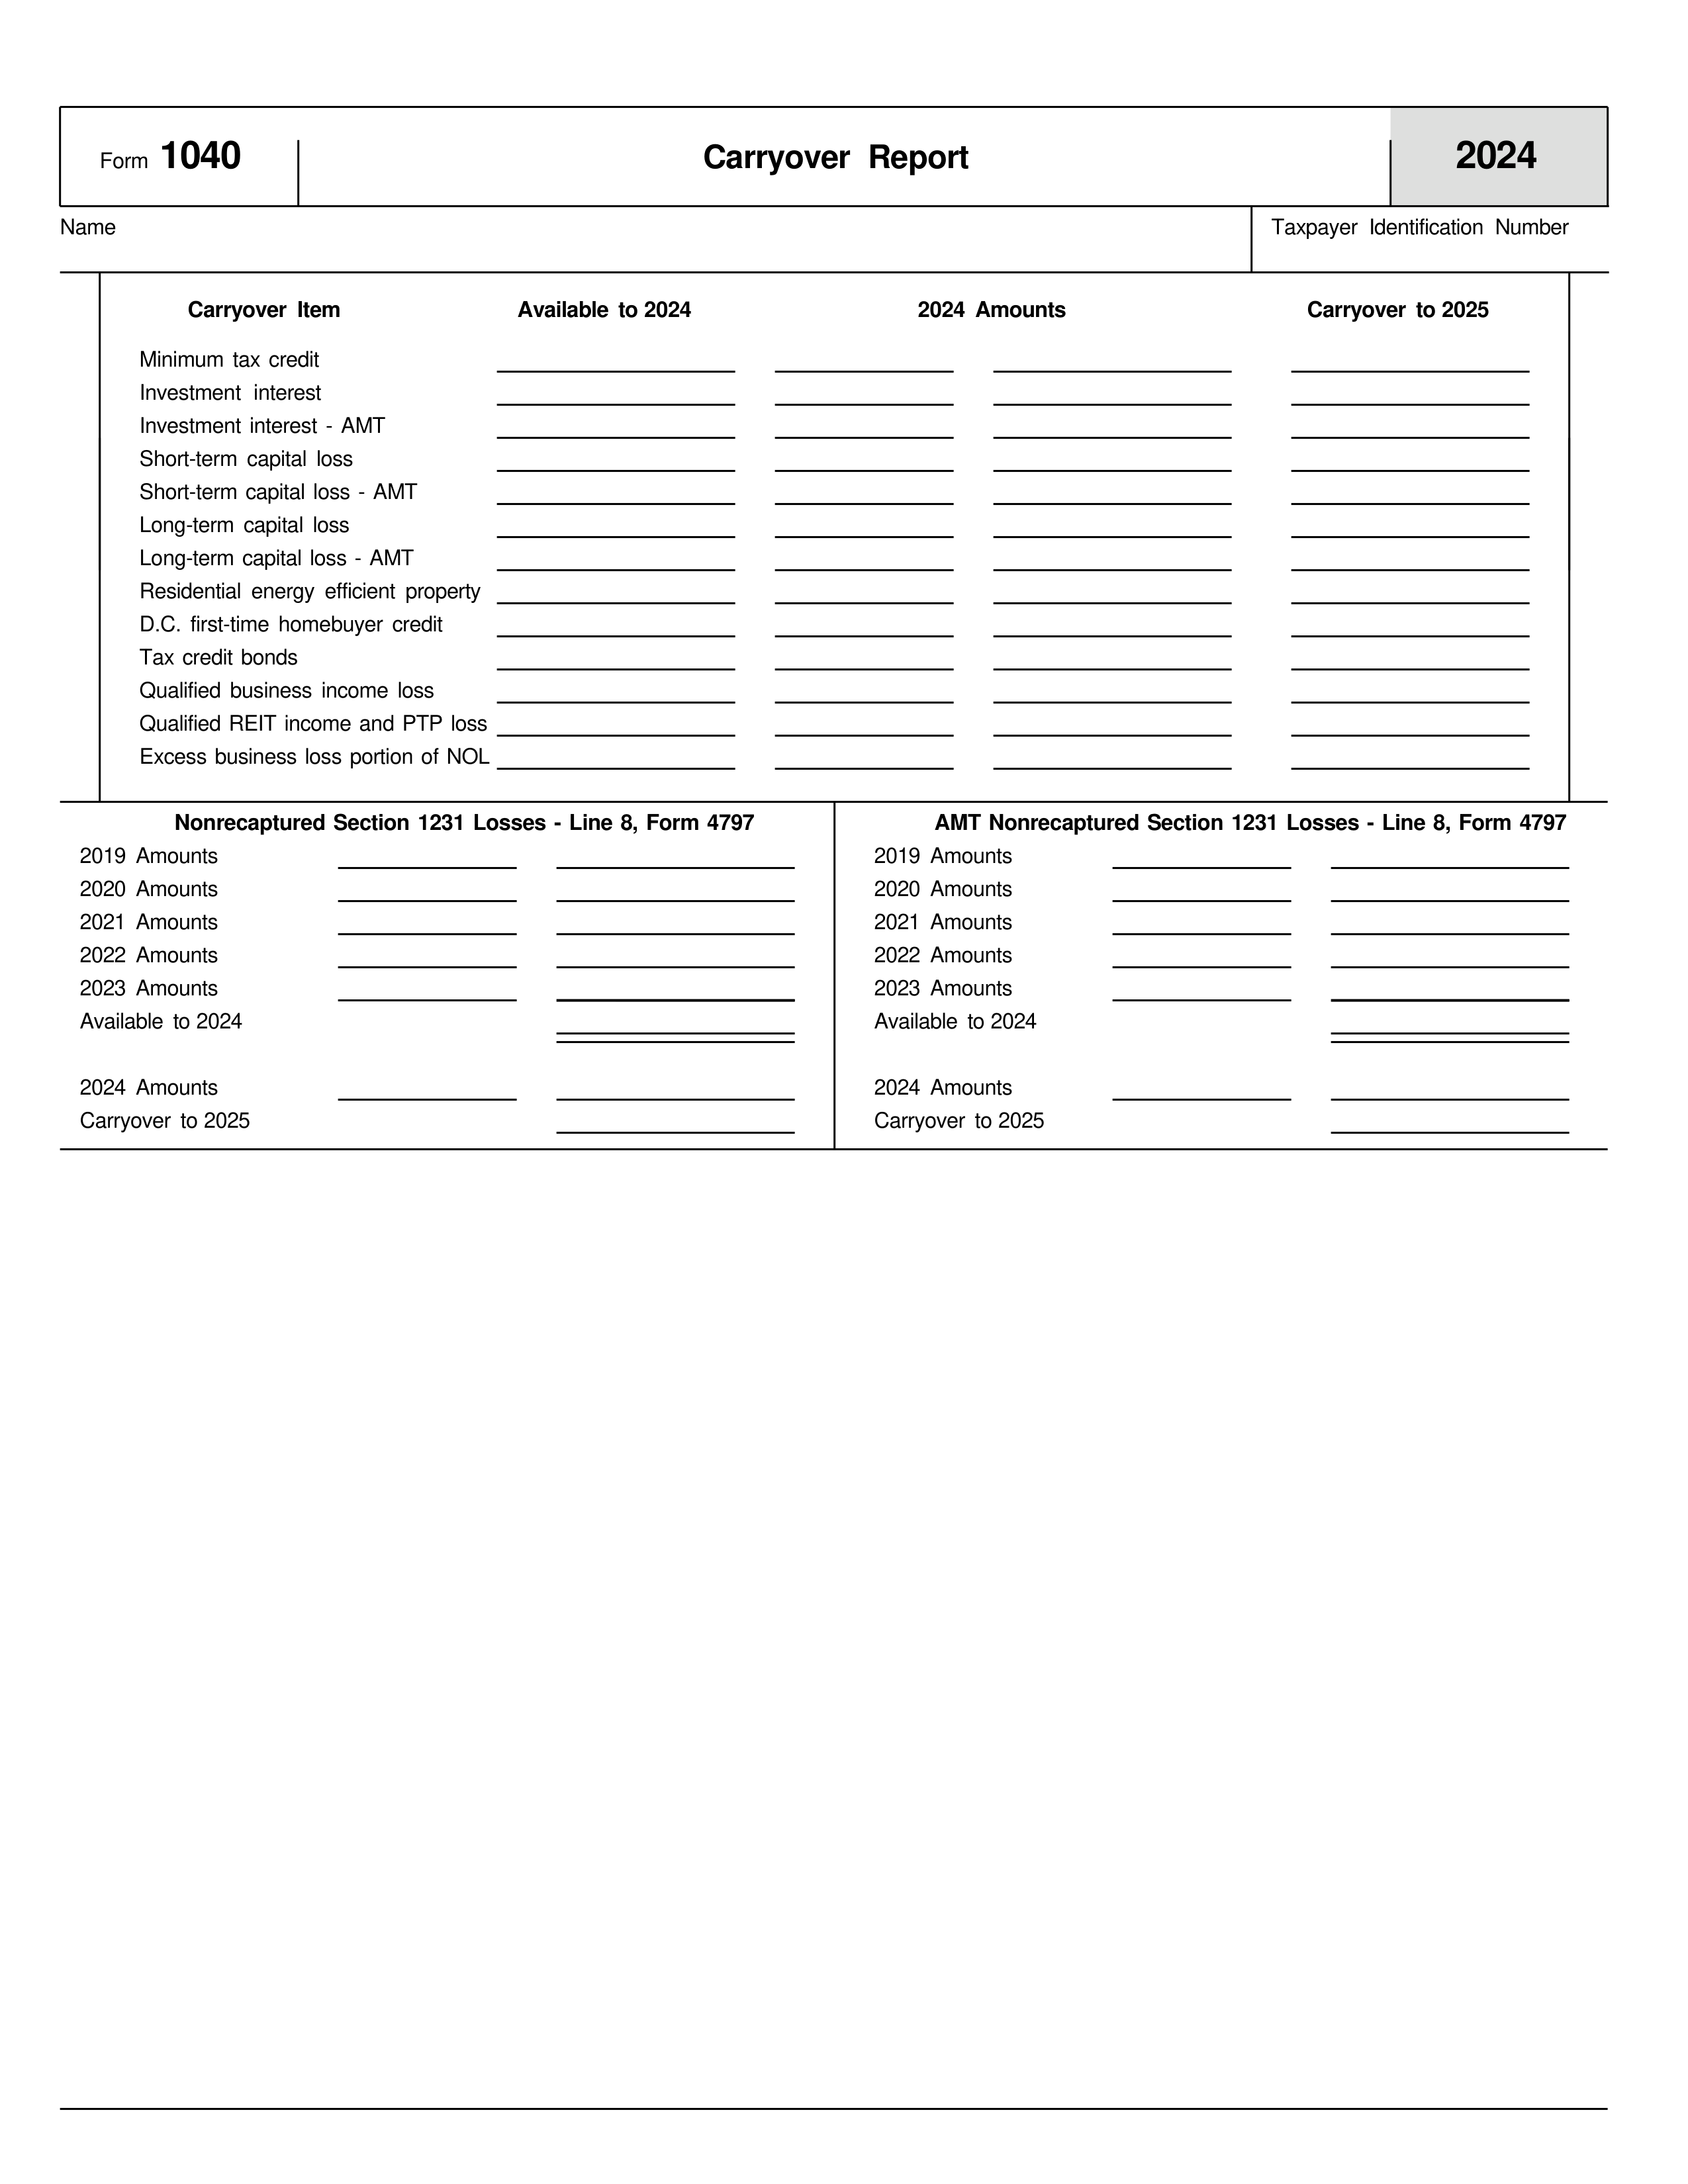 Form 1040 Carryover Report 2024
Name Taxpayer Identification Number
Carryover Item Available to 2024 2024 Amounts Carryover to 2025
Minimum tax credit
Investment interest
Investment interest - AMT
Short-term capital loss
Short-term capital loss - AMT
Long-term capital loss
Long-term capital loss - AMT
Residential energy efficient property
D.C. first-time homebuyer credit
Tax credit bonds
Qualified business income loss
Qualified REIT income and PTP loss
Excess business loss portion of NOL
Nonrecaptured Section 1231 Losses - Line 8, Form 4797
2019 Amounts
2020 Amounts
2021 Amounts
2022 Amounts
2023 Amounts
Available to 2024
2024 Amounts
Carryover to 2025
AMT Nonrecaptured Section 1231 Losses - Line 8, Form 4797
2019 Amounts
2020 Amounts
2021 Amounts
2022 Amounts
2023 Amounts
Available to 2024
2024 Amounts
Carryover to 2025